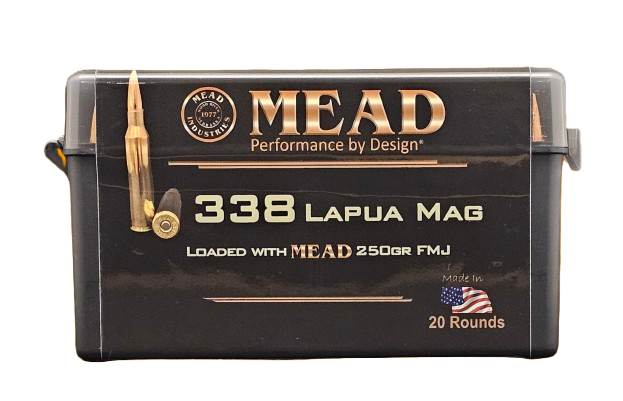 MEAD
1977
INDUSTRIES
MEAD
Performance by Design®
338 LAPUA MAG
LOADED WITH MEAD 250GR FMJ
Made In
20 Rounds